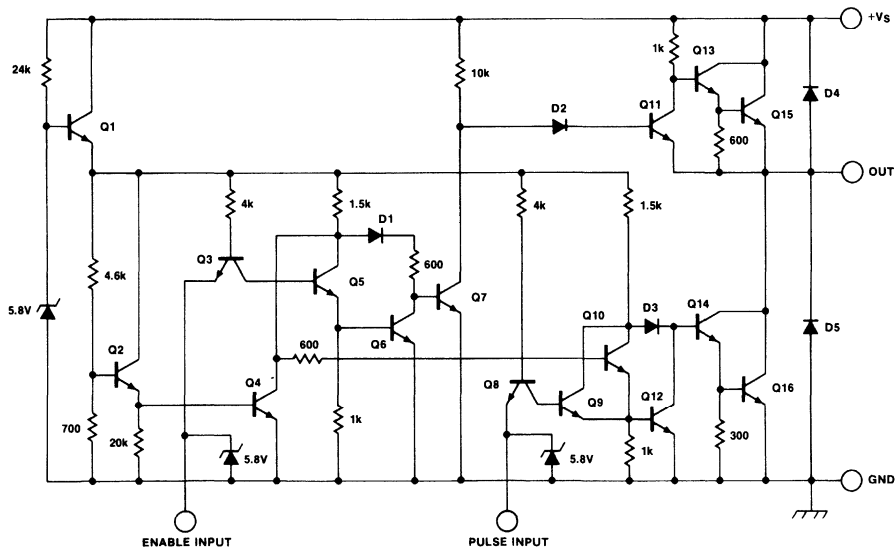 +VS
24k
1k
Q13
10k
D2
Q11
Q15
D4
Q1
600
OUT
4k
1.5k
4k
1.5k
D1
Q3
4.6k
Q5
600
5.8V
Q7
Q10
D3
Q14
D5
Q2
600
Q6
Q4
Q8
Q9
Q12
Q16
700
20k
1k
300
5.8V
5.8V
1k
GND
ENABLE INPUT
PULSE INPUT